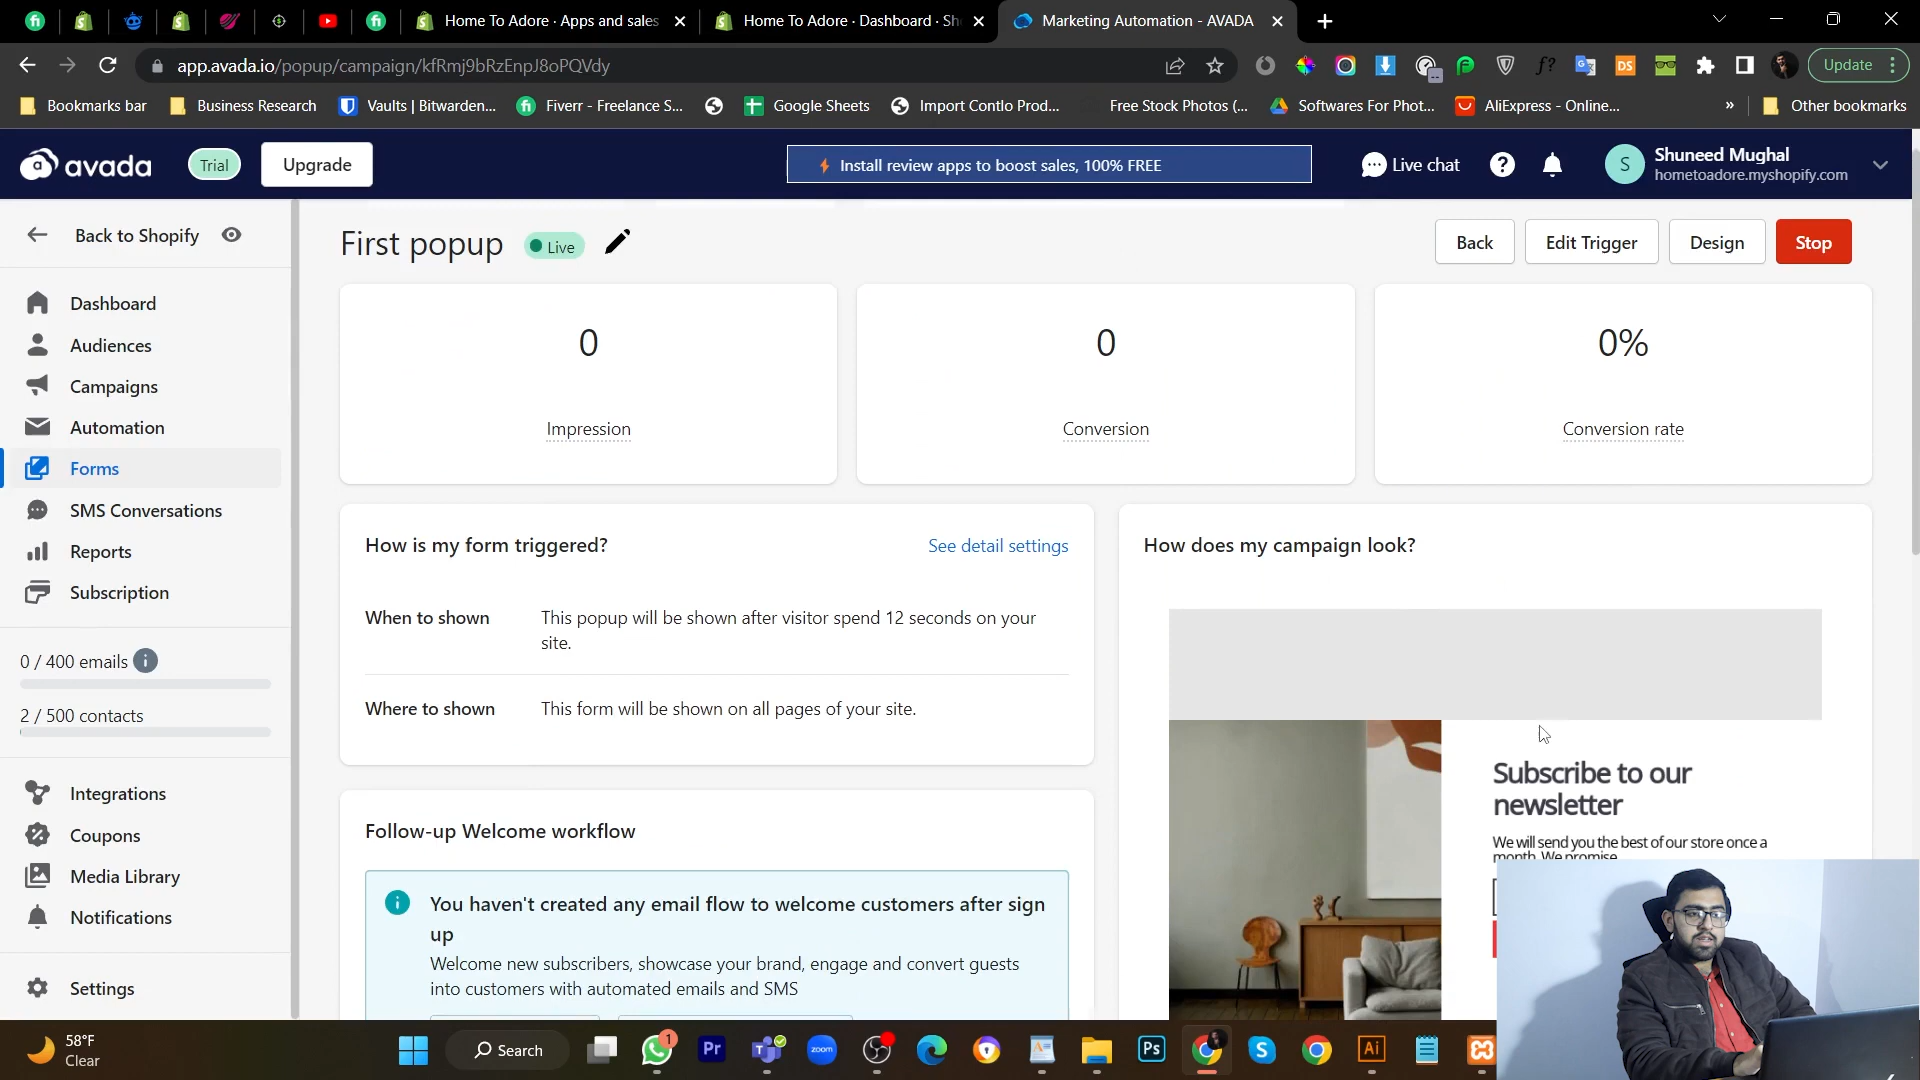 Home To Adore · Apps and sales
Home To Adore · Dashboard · Sh
Marketing Automation - AVADA
app.avada.io/popup/campaign/kfRmj9bRzEnpJ8oPQVdy
Update
Bookmarks bar
Business Research
Vaults | Bitwarden...
Fiverr - Freelance S...
Google Sheets
Import Contlo Prod...
Free Stock Photos (...
Softwares For Phot...
AliExpress - Online...
»
Other bookmarks
avada
Trial
Upgrade
Install review apps to boost sales, 100% FREE
Live chat
S
Shuneed Mughal
hometoadore.myshopify.com
Back to Shopify
Dashboard
Audiences
Campaigns
Automation
Forms
SMS Conversations
Reports
Subscription
0 / 400 emails
2 / 500 contacts
Integrations
Coupons
Media Library
Notifications
Settings
First popup
Live
Back
Edit Trigger
Design
Stop
0
Impression
0
Conversion
0%
Conversion rate
How is my form triggered?
See detail settings
When to shown
This popup will be shown after visitor spend 12 seconds on your
site.
Where to shown
This form will be shown on all pages of your site.
Follow-up Welcome workflow
You haven't created any email flow to welcome customers after sign
up
Welcome new subscribers, showcase your brand, engage and convert guests
into customers with automated emails and SMS
How does my campaign look?
Subscribe to our
newsletter
We will send you the best of our store once a
month. We promise
58°F
Clear
Search
1
Pr
zoom
Ps
S
Ai